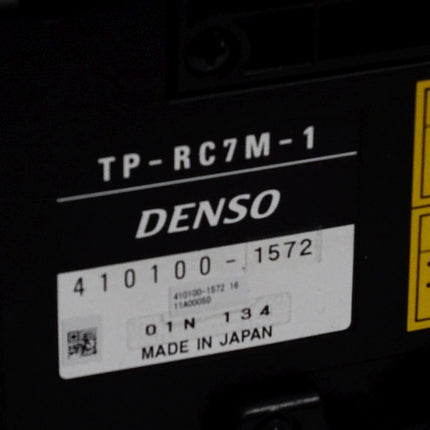 TP-RC7M-1
DENSO
410100-1572
410100-1572 16
11A00050
01N 134
MADE IN JAPAN